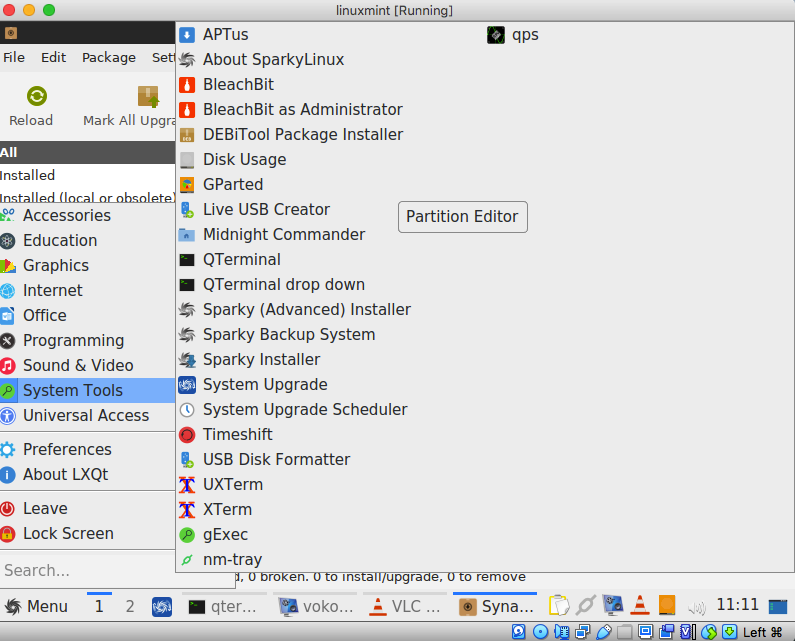 linuxmint [Running]
File Edit Package
Reload Mark All
All
Installed
Installed (local or obsolete)
Accessories
Education
Graphics
Internet
Office
Programming
Sound & Video
System Tools
Universal Access
Preferences
About LXQt
Leave
Lock Screen
Search...
APTus
About SparkyLinux
BleachBit
BleachBit as Administrator
DEBiTool Package Installer
Disk Usage
GParted
Live USB Creator
Midnight Commander
QTerminal
QTerminal drop down
Sparky (Advanced) Installer
Sparky Backup System
Sparky Installer
System Upgrade
System Upgrade Scheduler
Timeshift
USB Disk Formatter
UXTerm
XTerm
gExec
nm-tray
qps
Partition Editor
0 broken. 0 to install/upgrade, 0 to remove
Menu 1 2 qter... voko... VLC ... Syna... 11:11
Left ⌘